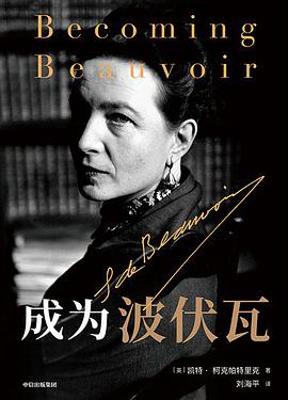 Becoming
Beauvoir
S de Beauvoir
成为 波伏瓦
[英] 凯特·柯克帕特里克 著
刘海平 译
中信出版集团